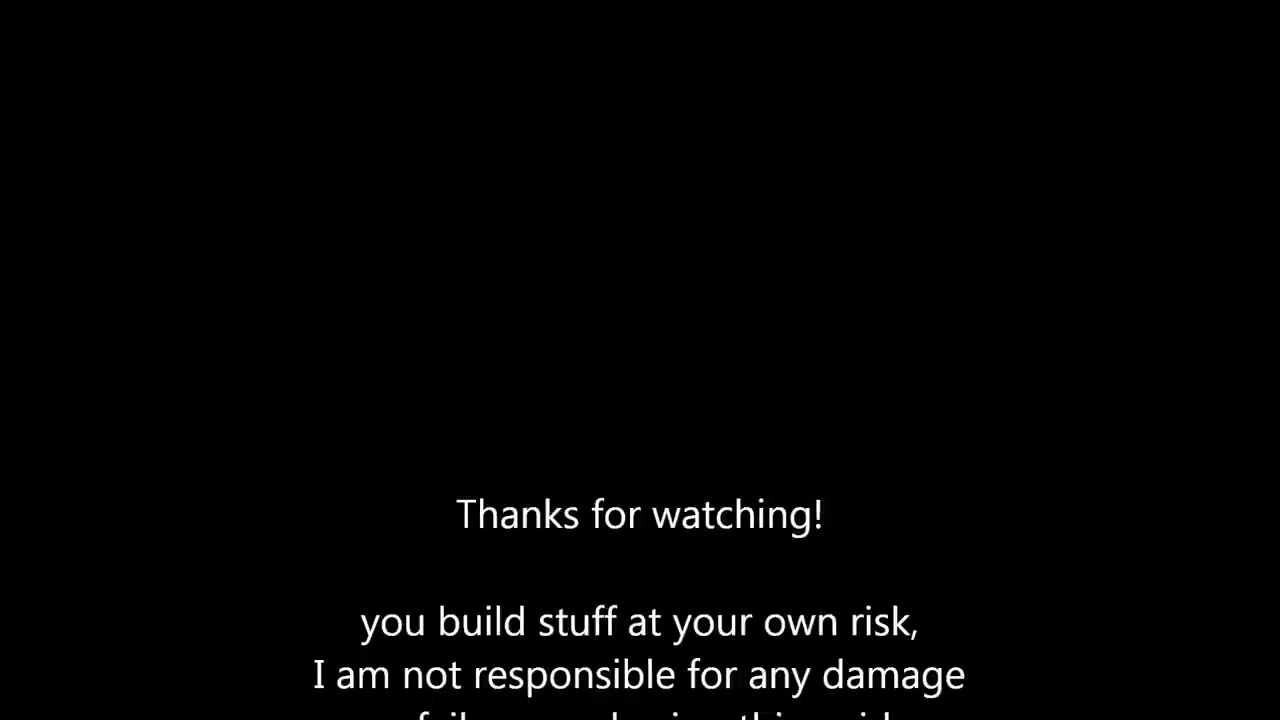 Thanks for watching!
you build stuff at your own risk,
I am not responsible for any damage